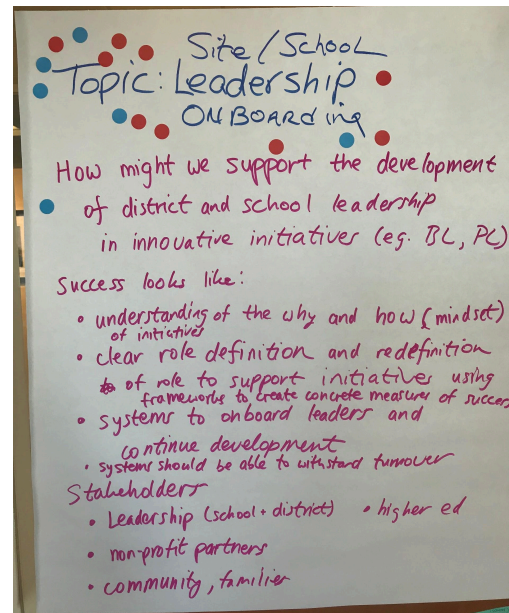 Site/School
Topic: Leadership
ONBoarding
How might we support the development
of district and school leadership
in innovative initiatives (eg. BL, PL)
Success looks like:
• understanding of the why and how (mindset)
of initiatives
• clear role definition and redefinition
of role to support initiatives using
frameworks to create concrete measures of success
• systems to onboard leaders and
continue development
• systems should be able to withstand turnover
Stakeholders
• Leadership (school + district) • higher ed
• non-profit partners
• community, families